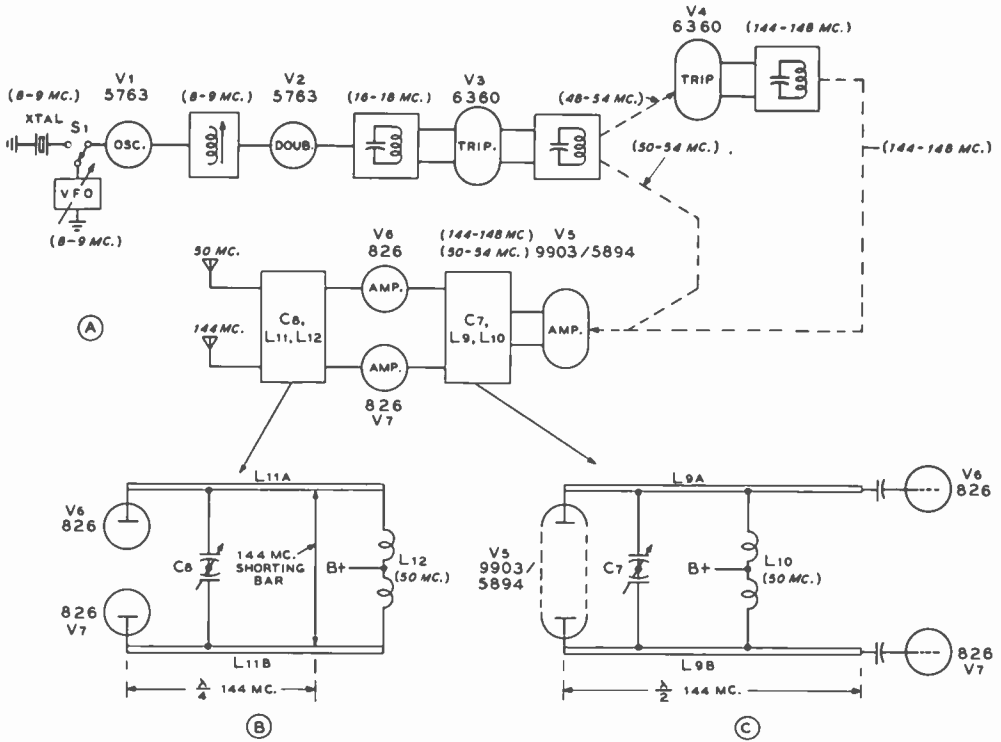 V4
6360
(144-148 MC.)
TRIP
V1
5763
V2
5763
V3
6360
(8-9 MC.)
(8-9 MC.)
(16-18 MC.)
(48-54 MC.)
XTAL
S1
OSC.
DOUB.
TRIP.
(50-54 MC.)
(144-148 MC.)
VFO
(8-9 MC.)
V6
826
(144-148 MC)
(50-54 MC.)
V5
9903/5894
50 MC.
AMP.
A
C8,
L11, L12
C7,
L9, L10
AMP.
144 MC.
AMP.
826
V7
L11A
V6
826
C8
144 MC.
SHORTING
BAR
B+
L12
(50 MC.)
826
V7
L11B
λ/4 144 MC.
B
L9A
V6
826
V5
9903/
5894
C7
B+
L10
(50 MC.)
L9B
826
V7
λ/2 144 MC.
C